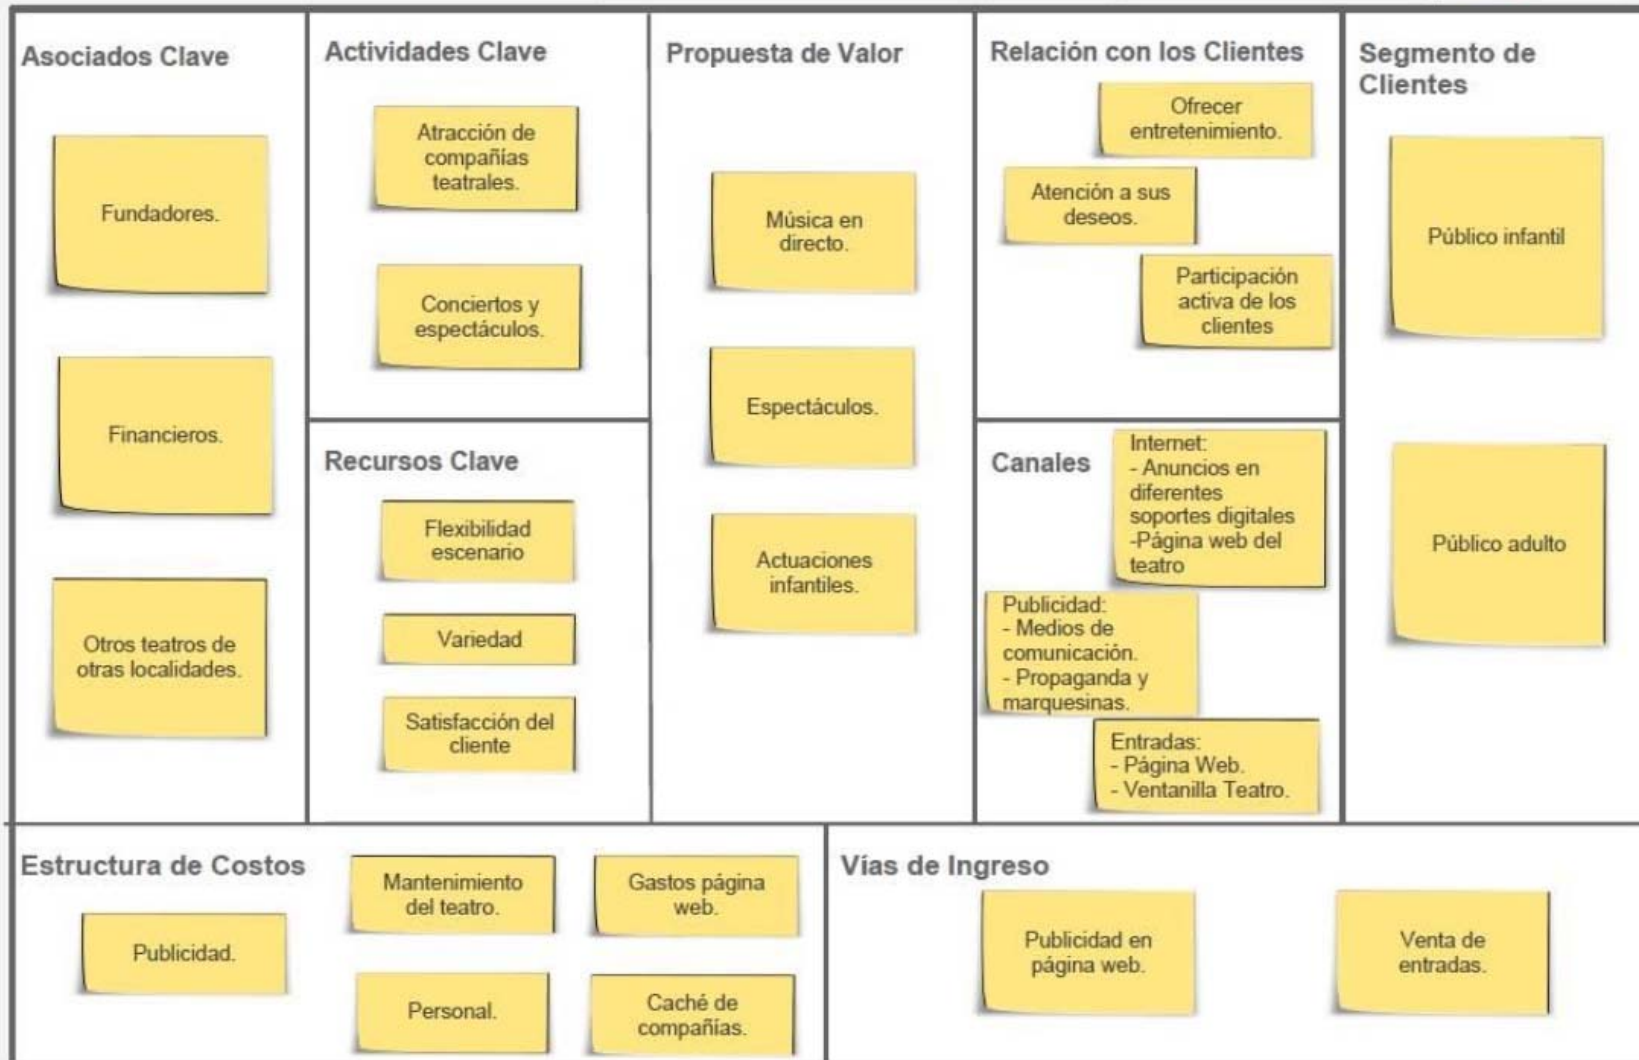 Asociados Clave
Fundadores.
Financieros.
Otros teatros de
otras localidades.
Actividades Clave
Atracción de
compañías
teatrales.
Conciertos y
espectáculos.
Recursos Clave
Flexibilidad
escenario
Variedad
Satisfacción del
cliente
Propuesta de Valor
Música en
directo.
Espectáculos.
Actuaciones
infantiles.
Relación con los Clientes
Ofrecer
entretenimiento.
Atención a sus
deseos.
Participación
activa de los
clientes
Canales
Internet:
- Anuncios en
diferentes
soportes digitales
-Página web del
teatro
Publicidad:
- Medios de
comunicación.
- Propaganda y
marquesinas.
Entradas:
- Página Web.
- Ventanilla Teatro.
Segmento de
Clientes
Público infantil
Público adulto
Estructura de Costos
Publicidad.
Mantenimiento
del teatro.
Personal.
Gastos página
web.
Caché de
compañías.
Vías de Ingreso
Publicidad en
página web.
Venta de
entradas.